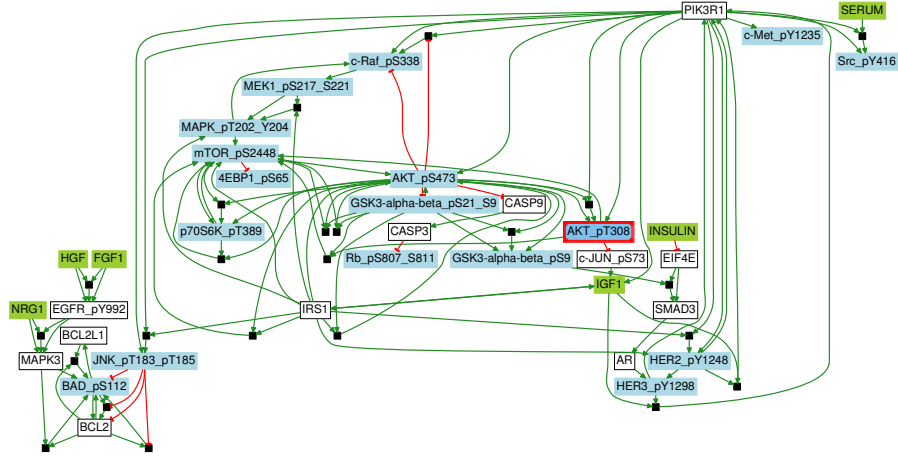 PIK3R1
SERUM
c-Met_pY1235
c-Raf_pS338
Src_pY416
MEK1_pS217_S221
MAPK_pT202_Y204
mTOR_pS2448
4EBP1_pS65
AKT_pS473
GSK3-alpha-beta_pS21_S9
CASP9
p70S6K_pT389
CASP3
AKT_pT308
INSULIN
HGF
FGF1
Rb_pS807_S811
GSK3-alpha-beta_pS9
c-JUN_pS73
EIF4E
IGF1
NRG1
EGFR_pY992
IRS1
SMAD3
BCL2L1
MAPK3
JNK_pT183_pT185
AR
HER2_pY1248
BAD_pS112
HER3_pY1298
BCL2